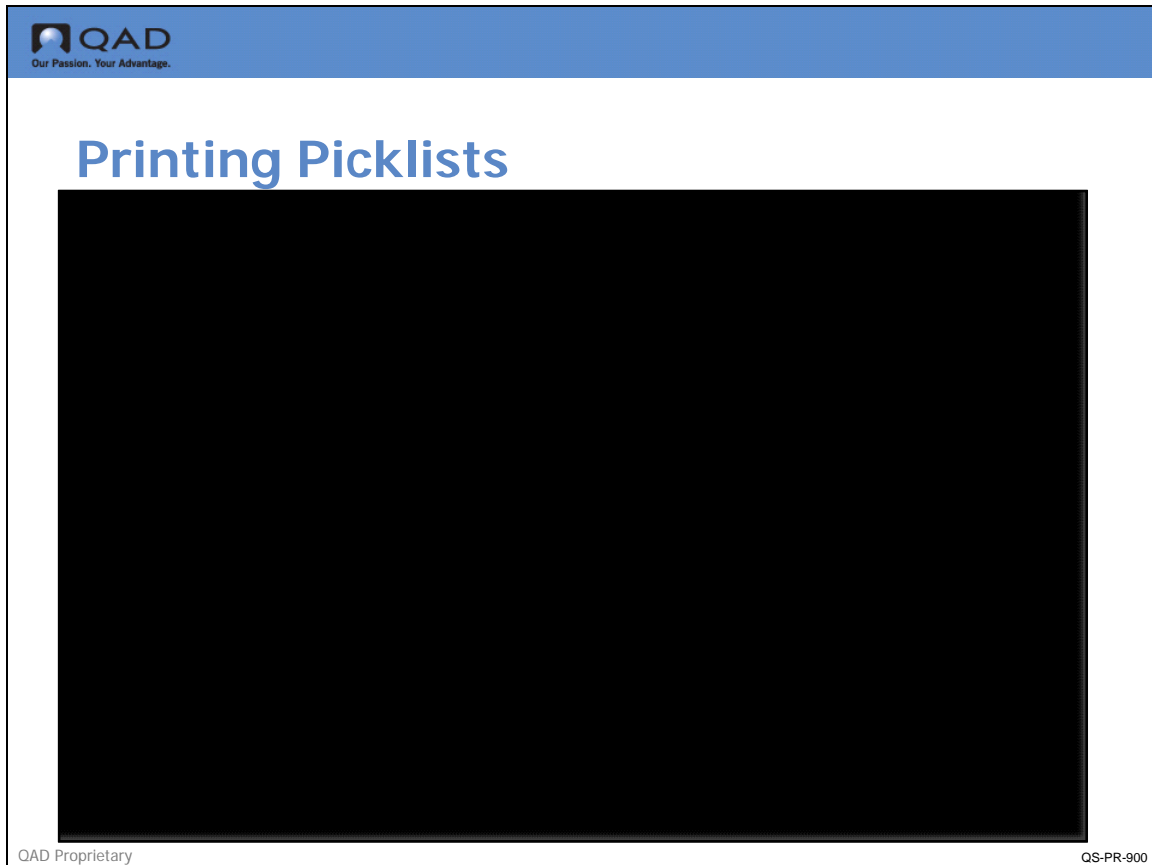 QAD
Our Passion. Your Advantage.
Printing Picklists
QAD Proprietary
QS-PR-900